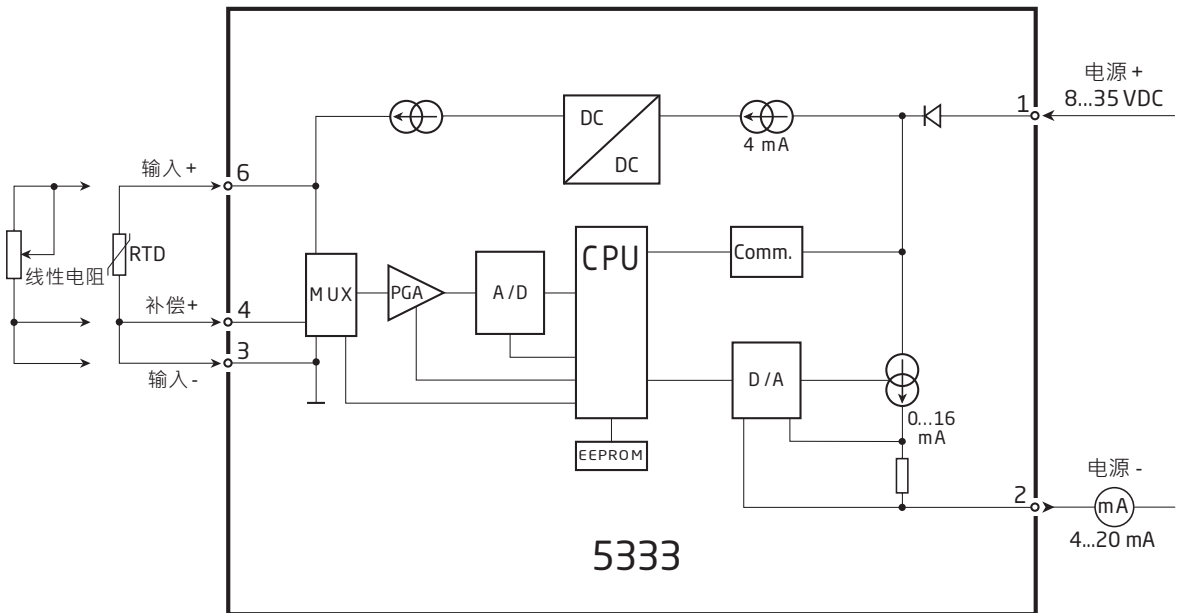 电源 +
8...35 VDC
1
DC
DC
4 mA
输入 +
6
RTD
线性电阻
CPU
Comm.
MUX
PGA
A/D
补偿+
4
3
输入 -
D/A
0...16
mA
EEPROM
电源 -
2
mA
4...20 mA
5333